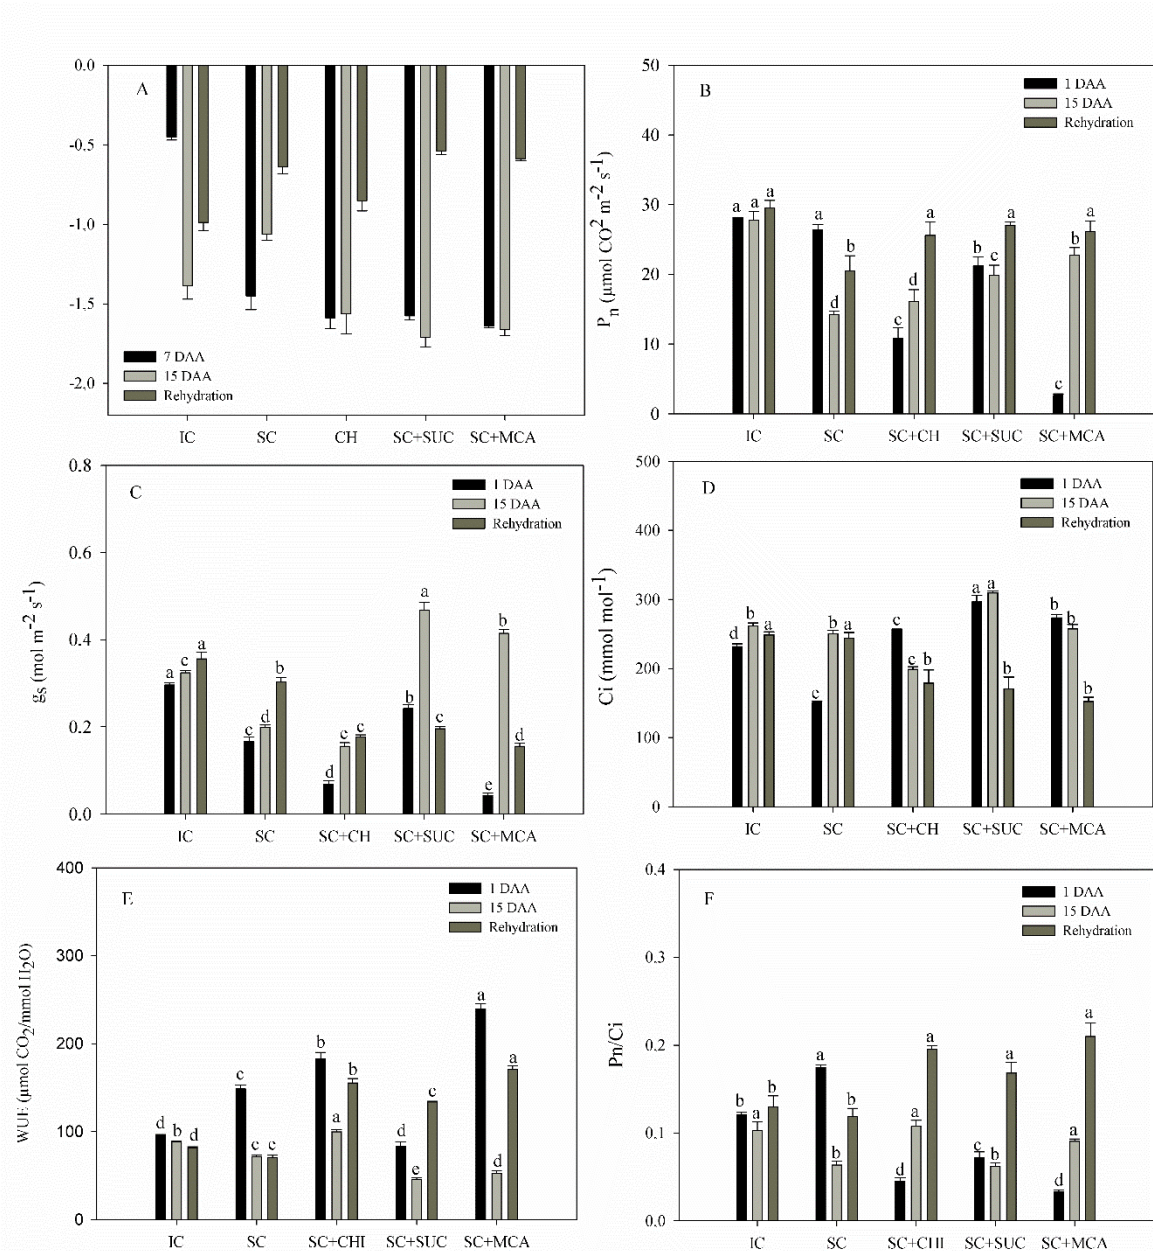 A
0.0
-0.5
-1.0
-1.5
-2,0
7 DAA
15 DAA
Rehydration
IC SC CH SC+SUC SC+MCA
B
P_n (µmol CO^2 m^-2 s^-1)
50
40
30
20
10
0
1 DAA
15 DAA
Rehydration
a a a a d b c d a b c a c b a
IC SC SC+CH SC+SUC SC+MCA
C
g_s (mol m^-2 s^-1)
0.8
0.6
0.4
0.2
0.0
1 DAA
15 DAA
Rehydration
a c a c d b d e c b a c e b d
IC SC SC+CH SC+SUC SC+MCA
D
Ci (mmol mol^-1)
500
400
300
200
100
0
1 DAA
15 DAA
Rehydration
d b a e b a c c b a a b b b b
IC SC SC+CH SC+SUC SC+MCA
E
WUE (µmol CO_2/mmol H_2O)
400
300
200
100
0
1 DAA
15 DAA
Rehydration
d b d c c e b a b d e c a d a
IC SC SC+CHI SC+SUC SC+MCA
F
Pn/Ci
0.4
0.3
0.2
0.1
0.0
1 DAA
15 DAA
Rehydration
b a b a b b d a a c b a d a a
IC SC SC+CHI SC+SUC SC+MCA